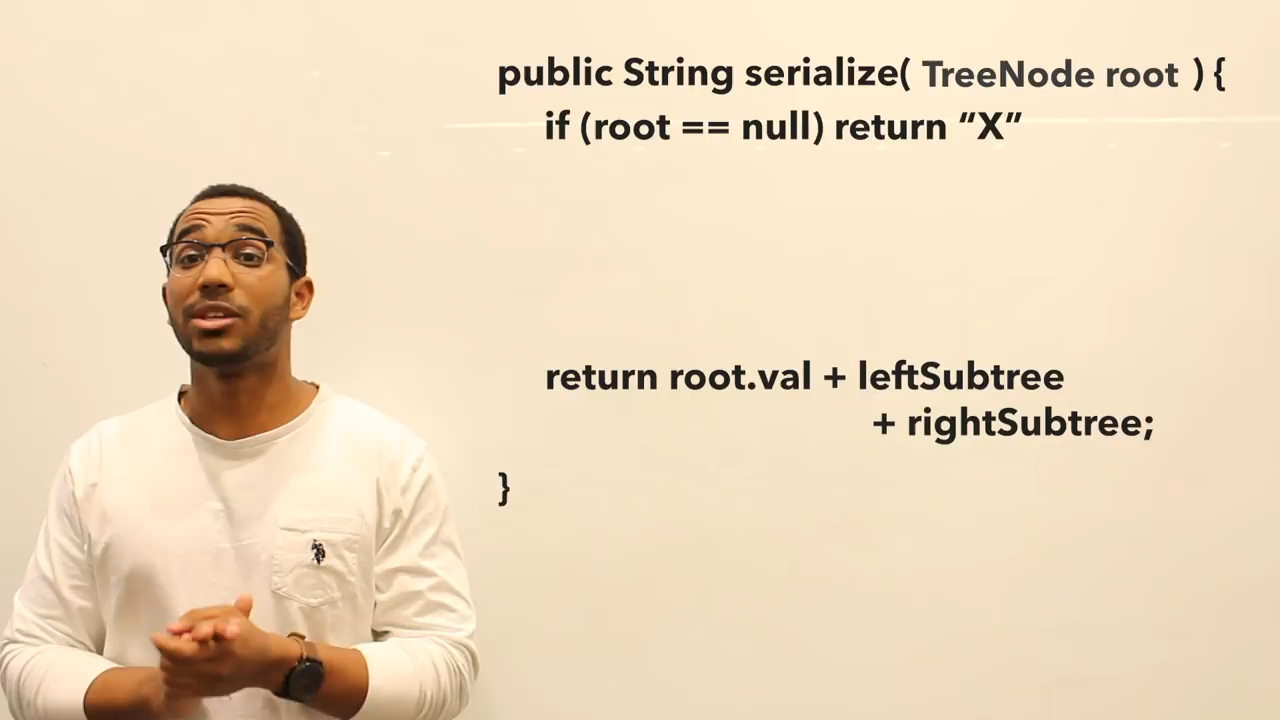 public String serialize( TreeNode root ) {
if (root == null) return “X”
return root.val + leftSubtree
+ rightSubtree;
}